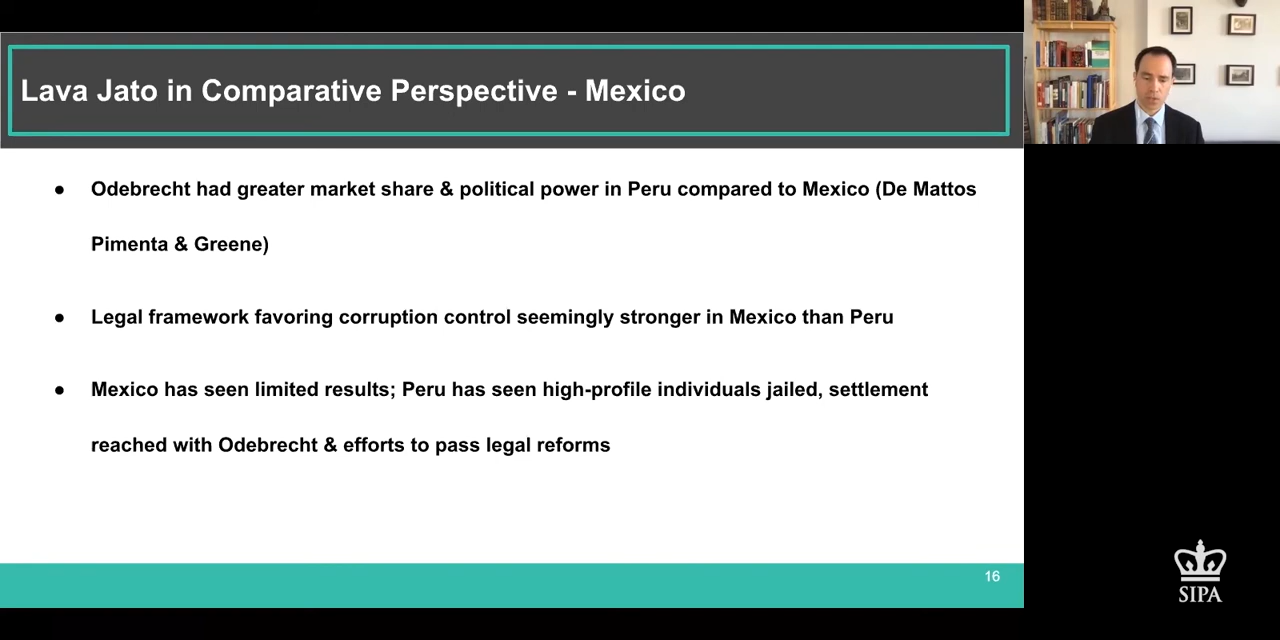 Lava Jato in Comparative Perspective - Mexico
● Odebrecht had greater market share & political power in Peru compared to Mexico (De Mattos
Pimenta & Greene)
● Legal framework favoring corruption control seemingly stronger in Mexico than Peru
● Mexico has seen limited results; Peru has seen high-profile individuals jailed, settlement
reached with Odebrecht & efforts to pass legal reforms
16
SIPA